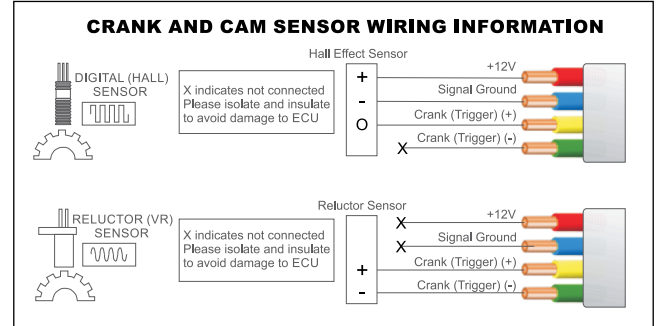 CRANK AND CAM SENSOR WIRING INFORMATION
DIGITAL (HALL)
SENSOR
X indicates not connected
Please isolate and insulate
to avoid damage to ECU
Hall Effect Sensor
+
-
O
+12V
Signal Ground
Crank (Trigger) (+)
Crank (Trigger) (-)
X
RELUCTOR (VR)
SENSOR
X indicates not connected
Please isolate and insulate
to avoid damage to ECU
Reluctor Sensor
+
-
X
+12V
X
Signal Ground
Crank (Trigger) (+)
Crank (Trigger) (-)